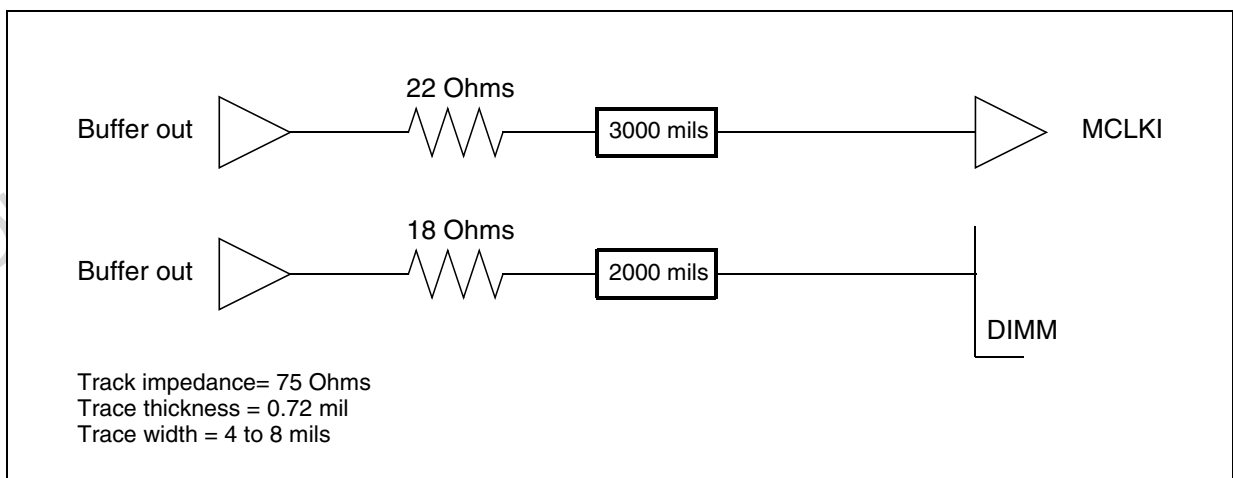 22 Ohms
Buffer out
3000 mils
MCLKI
18 Ohms
Buffer out
2000 mils
DIMM
Track impedance= 75 Ohms
Trace thickness = 0.72 mil
Trace width = 4 to 8 mils